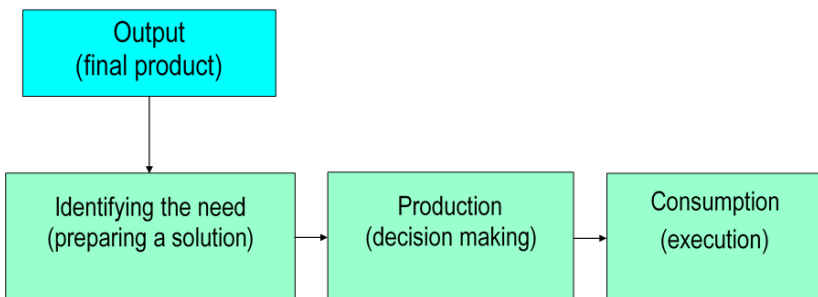 Output
(final product)
Identifying the need
(preparing a solution)
Production
(decision making)
Consumption
(execution)